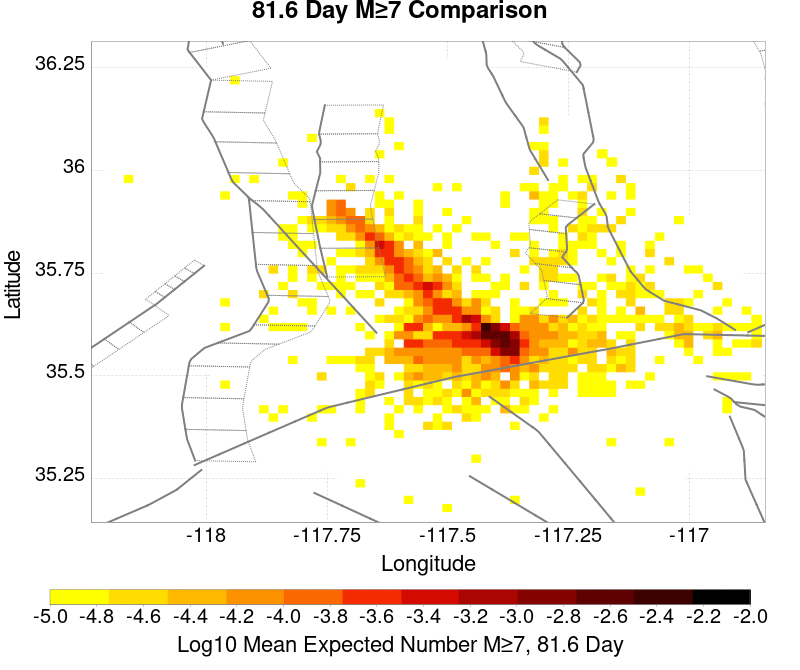 81.6 Day M≥7 Comparison
36.25
36
35.75
35.5
35.25
Latitude
-118 -117.75 -117.5 -117.25 -117
Longitude
-5.0 -4.8 -4.6 -4.4 -4.2 -4.0 -3.8 -3.6 -3.4 -3.2 -3.0 -2.8 -2.6 -2.4 -2.2 -2.0
Log10 Mean Expected Number M≥7, 81.6 Day